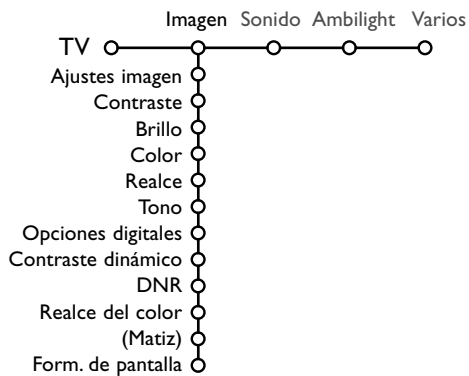 Imagen Sonido Ambilight Varios
TV
Ajustes imagen
Contraste
Brillo
Color
Realce
Tono
Opciones digitales
Contraste dinámico
DNR
Realce del color
(Matiz)
Form. de pantalla